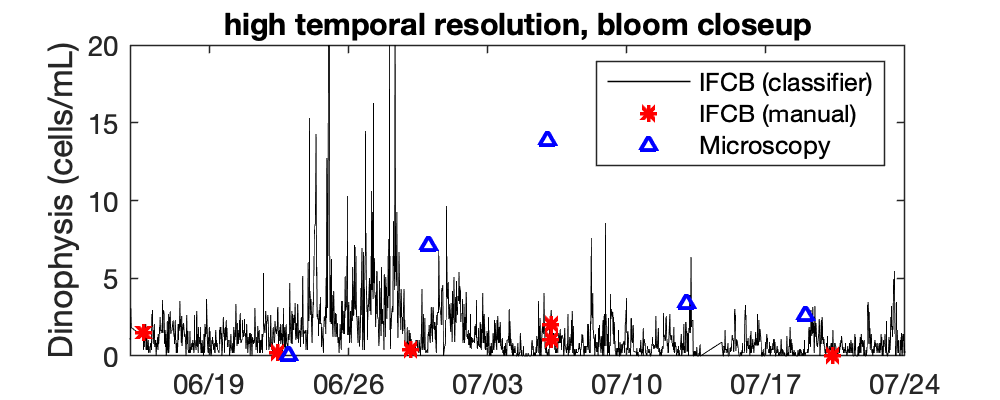 high temporal resolution, bloom closeup
Dinophysis (cells/mL)
20
15
10
5
0
IFCB (classifier)
IFCB (manual)
Microscopy
06/19
06/26
07/03
07/10
07/17
07/24